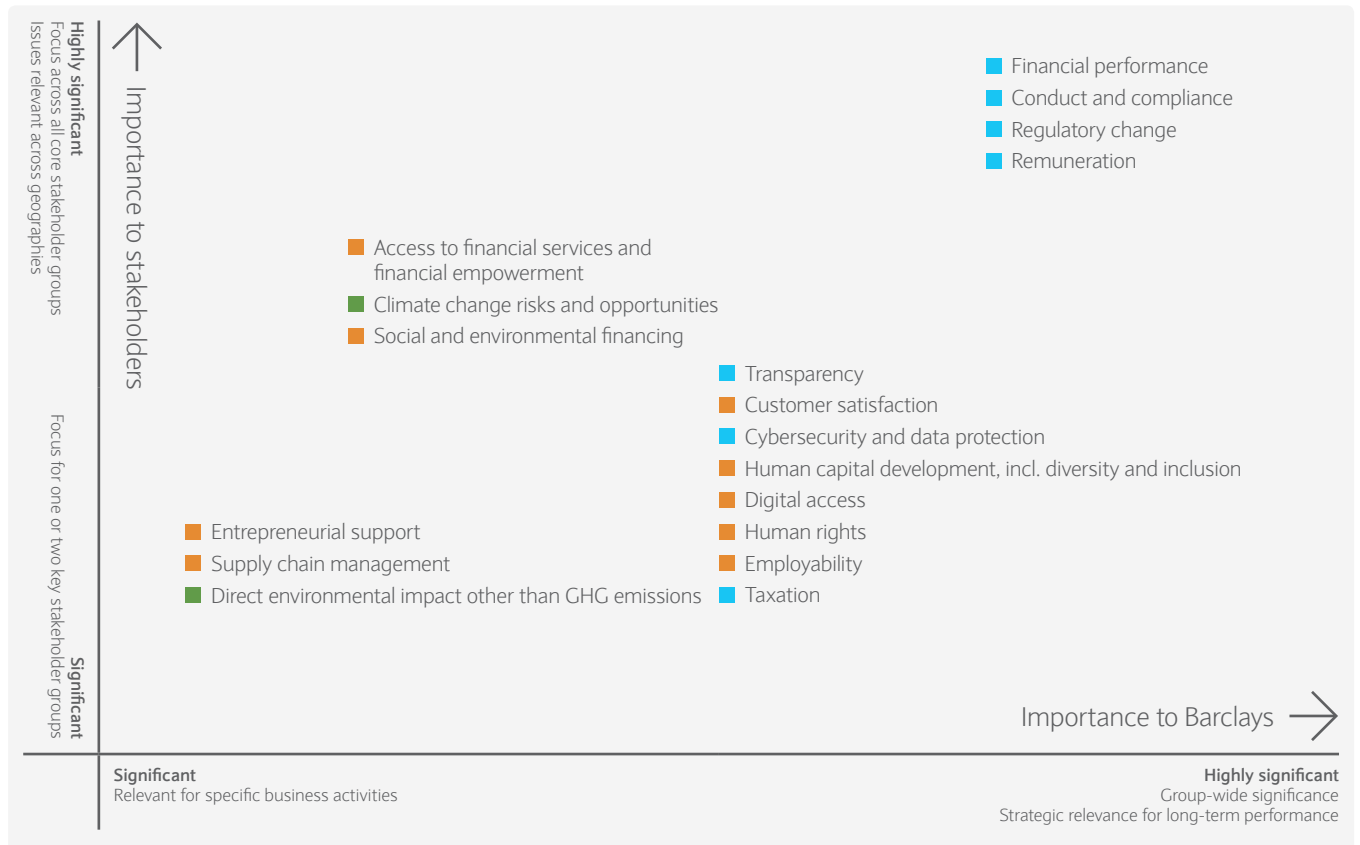 Highly significant
Focus across all core stakeholder groups
Issues relevant across geographies
Focus for one or two key stakeholder groups
Significant
Importance to stakeholders
Financial performance
Conduct and compliance
Regulatory change
Remuneration
Access to financial services and
financial empowerment
Climate change risks and opportunities
Social and environmental financing
Transparency
Customer satisfaction
Cybersecurity and data protection
Human capital development, incl. diversity and inclusion
Digital access
Human rights
Employability
Taxation
Entrepreneurial support
Supply chain management
Direct environmental impact other than GHG emissions
Importance to Barclays
Significant
Relevant for specific business activities
Highly significant
Group-wide significance
Strategic relevance for long-term performance